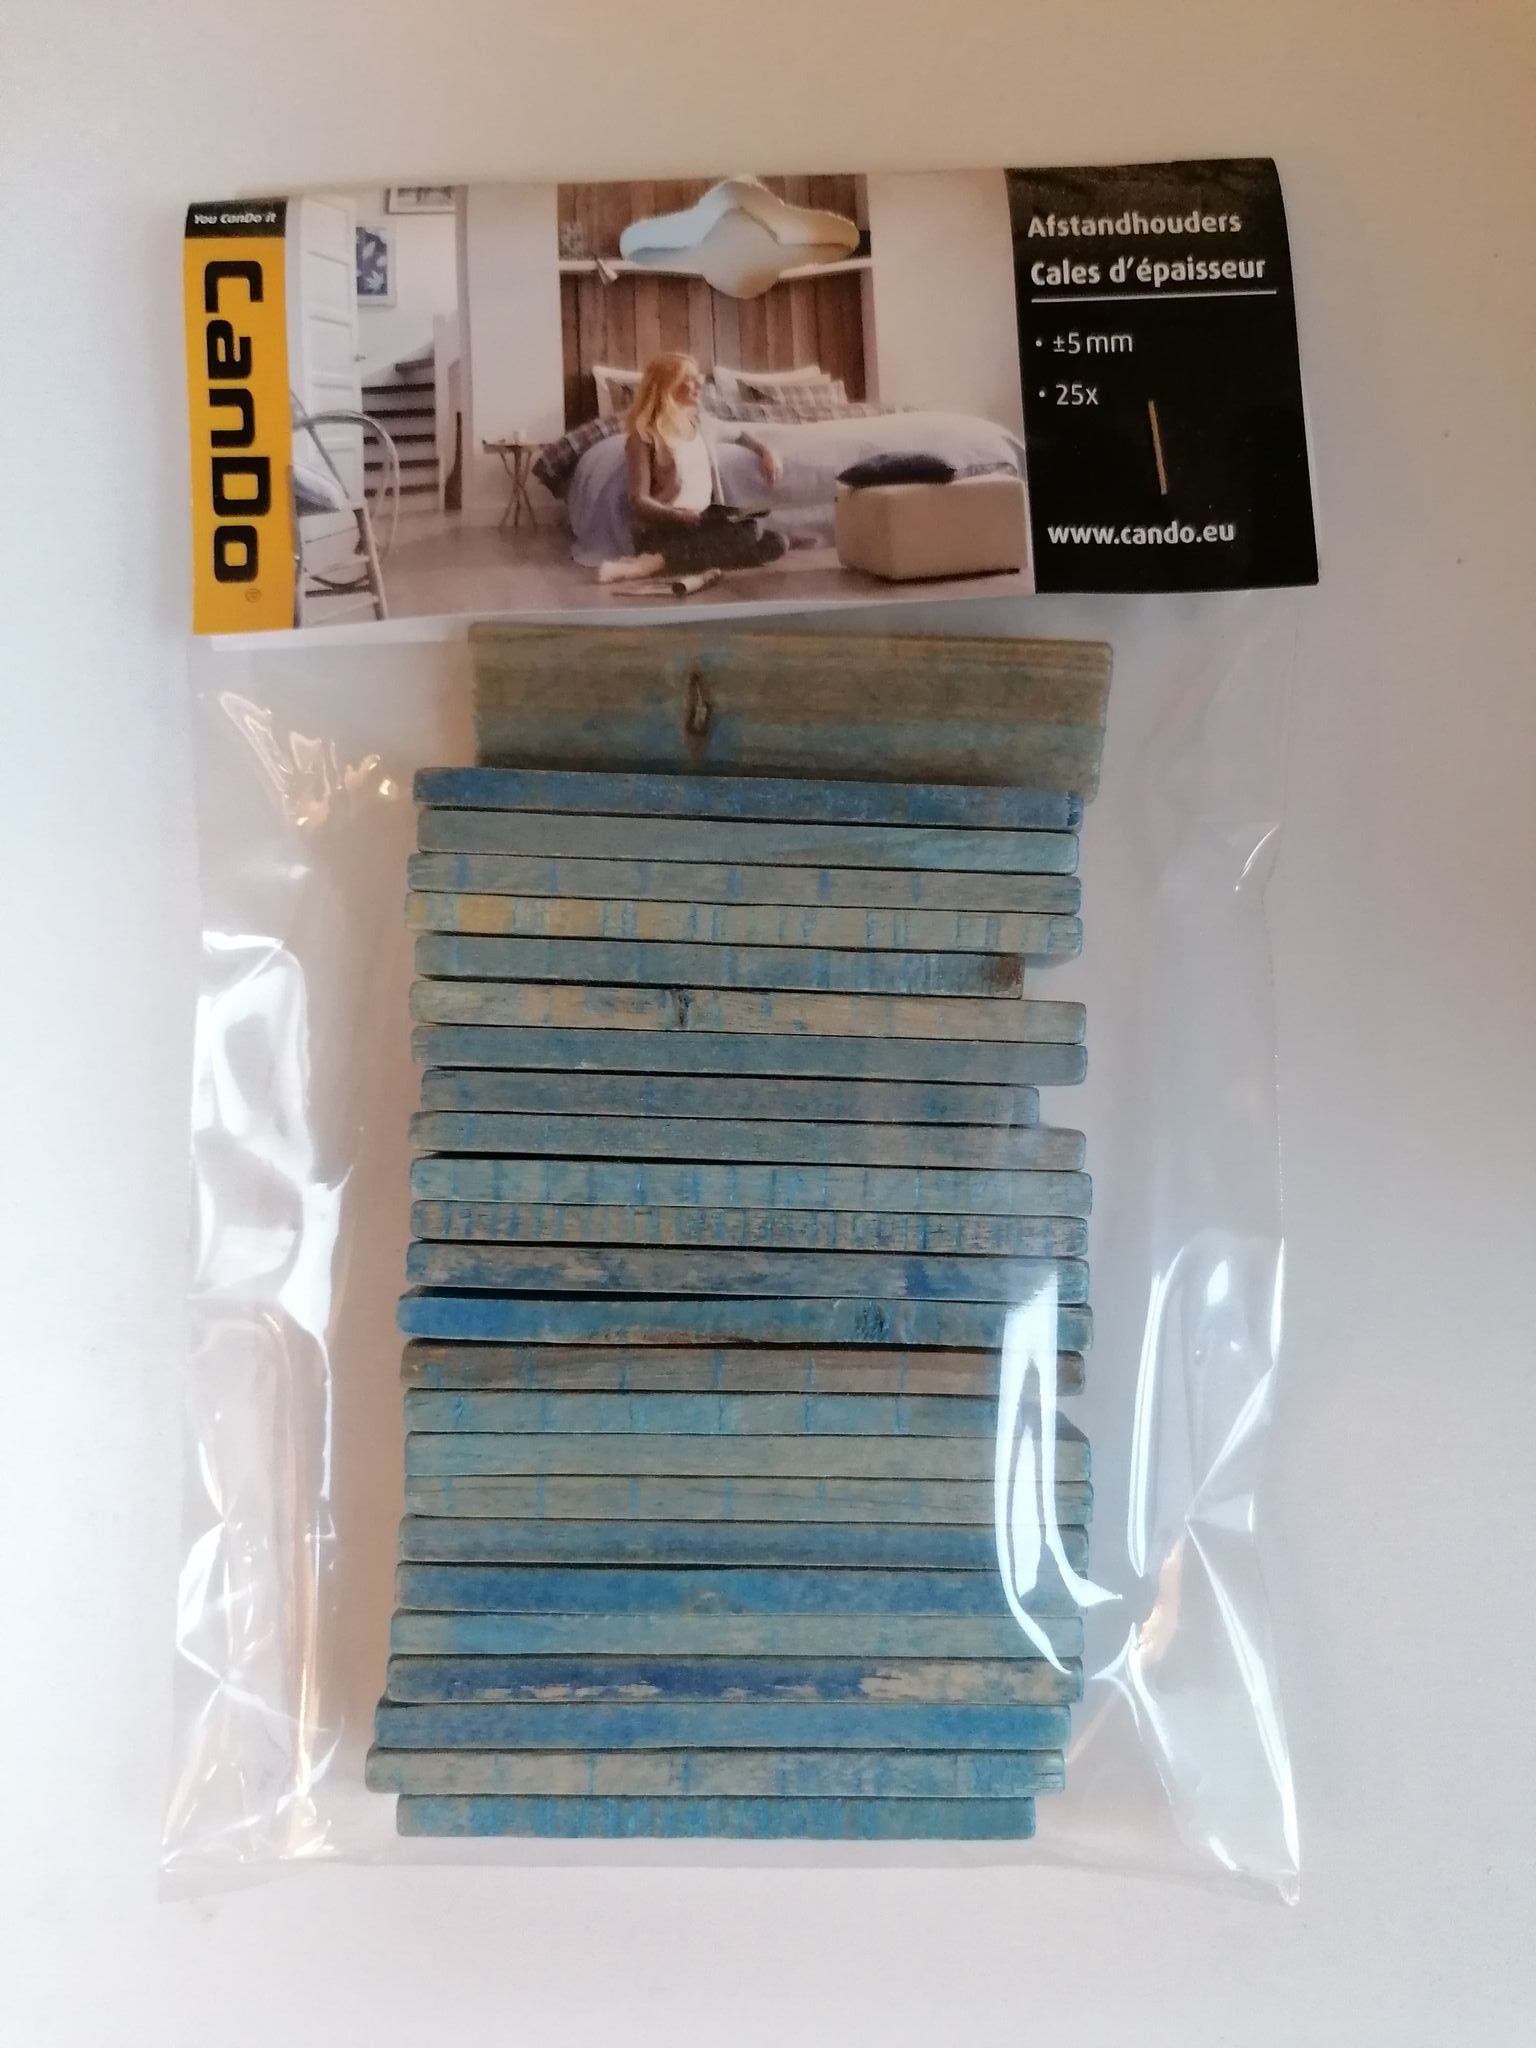 You CanDo it
CanDo®
Afstandhouders
Cales d'épaisseur
• ±5 mm
• 25x
www.cando.eu